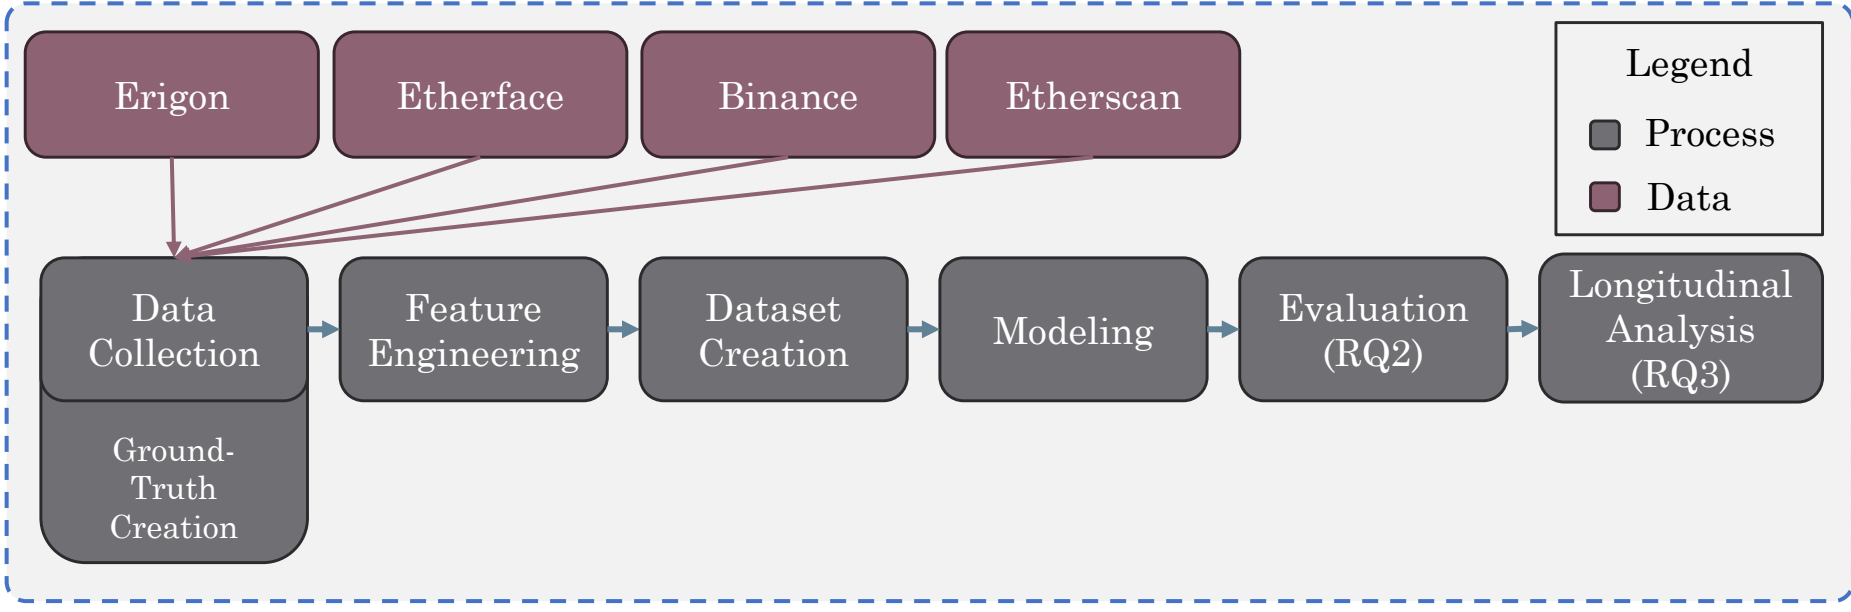 Erigon
Etherface
Binance
Etherscan
Legend
Process
Data
Data
Collection
Ground-
Truth
Creation
Feature
Engineering
Dataset
Creation
Modeling
Evaluation
(RQ2)
Longitudinal
Analysis
(RQ3)